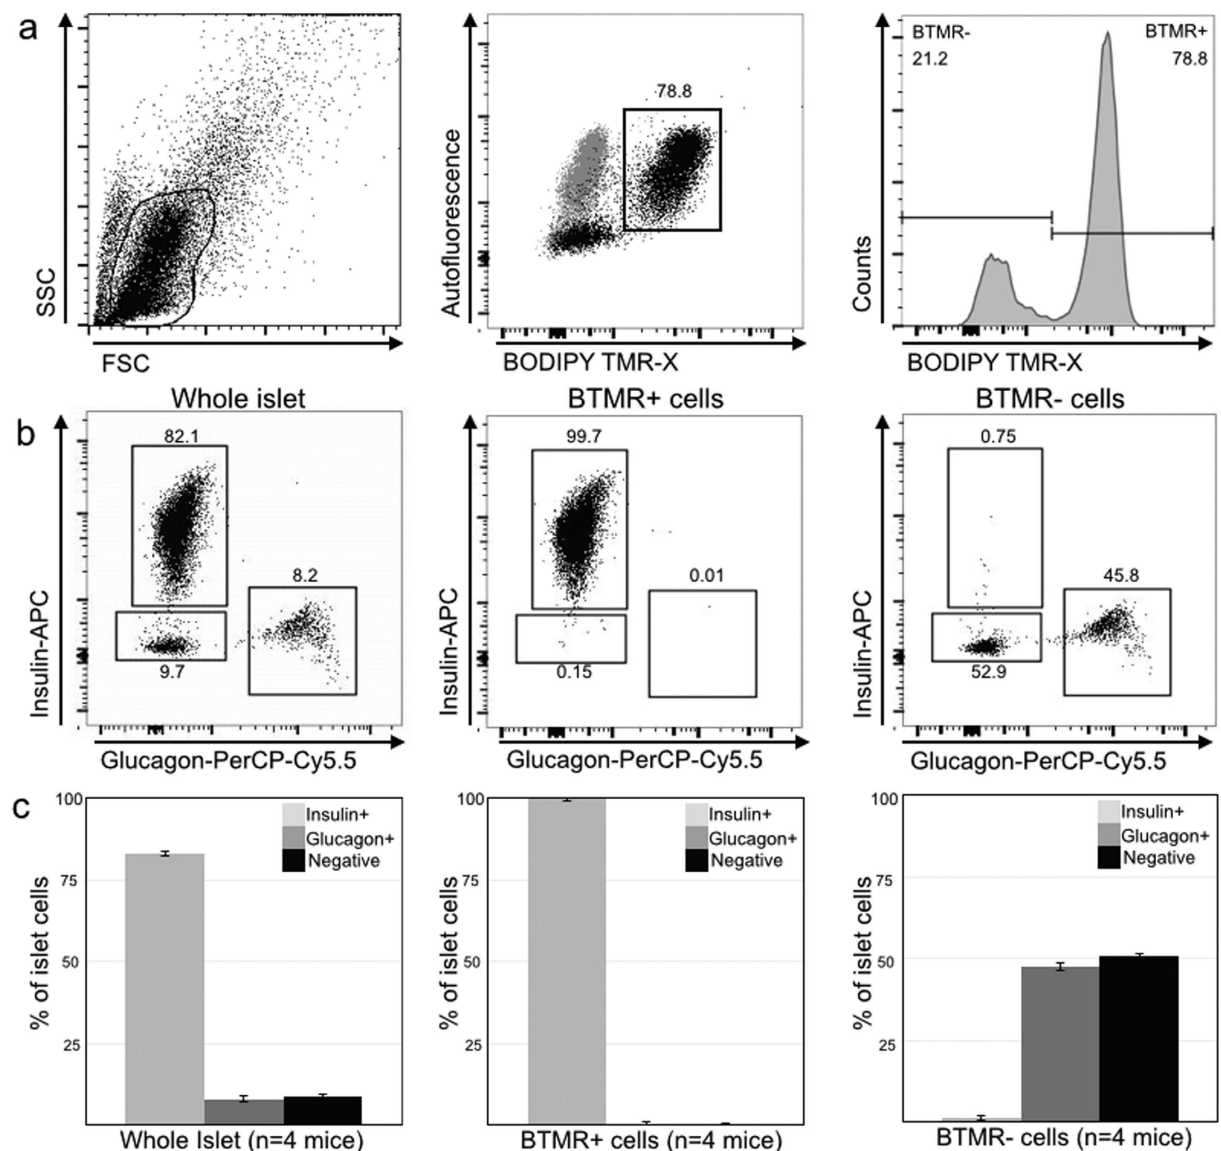 a
SSC
FSC
Autofluorescence
78.8
BODIPY TMR-X
Counts
BTMR-
21.2
BTMR+
78.8
BODIPY TMR-X
b
Whole islet
Insulin-APC
82.1
8.2
9.7
Glucagon-PerCP-Cy5.5
BTMR+ cells
Insulin-APC
99.7
0.01
0.15
Glucagon-PerCP-Cy5.5
BTMR- cells
Insulin-APC
0.75
45.8
52.9
Glucagon-PerCP-Cy5.5
c
% of islet cells
100
75
50
25
Insulin+
Glucagon+
Negative
Whole Islet (n=4 mice)
% of islet cells
100
75
50
25
Insulin+
Glucagon+
Negative
BTMR+ cells (n=4 mice)
% of islet cells
100
75
50
25
Insulin+
Glucagon+
Negative
BTMR- cells (n=4 mice)